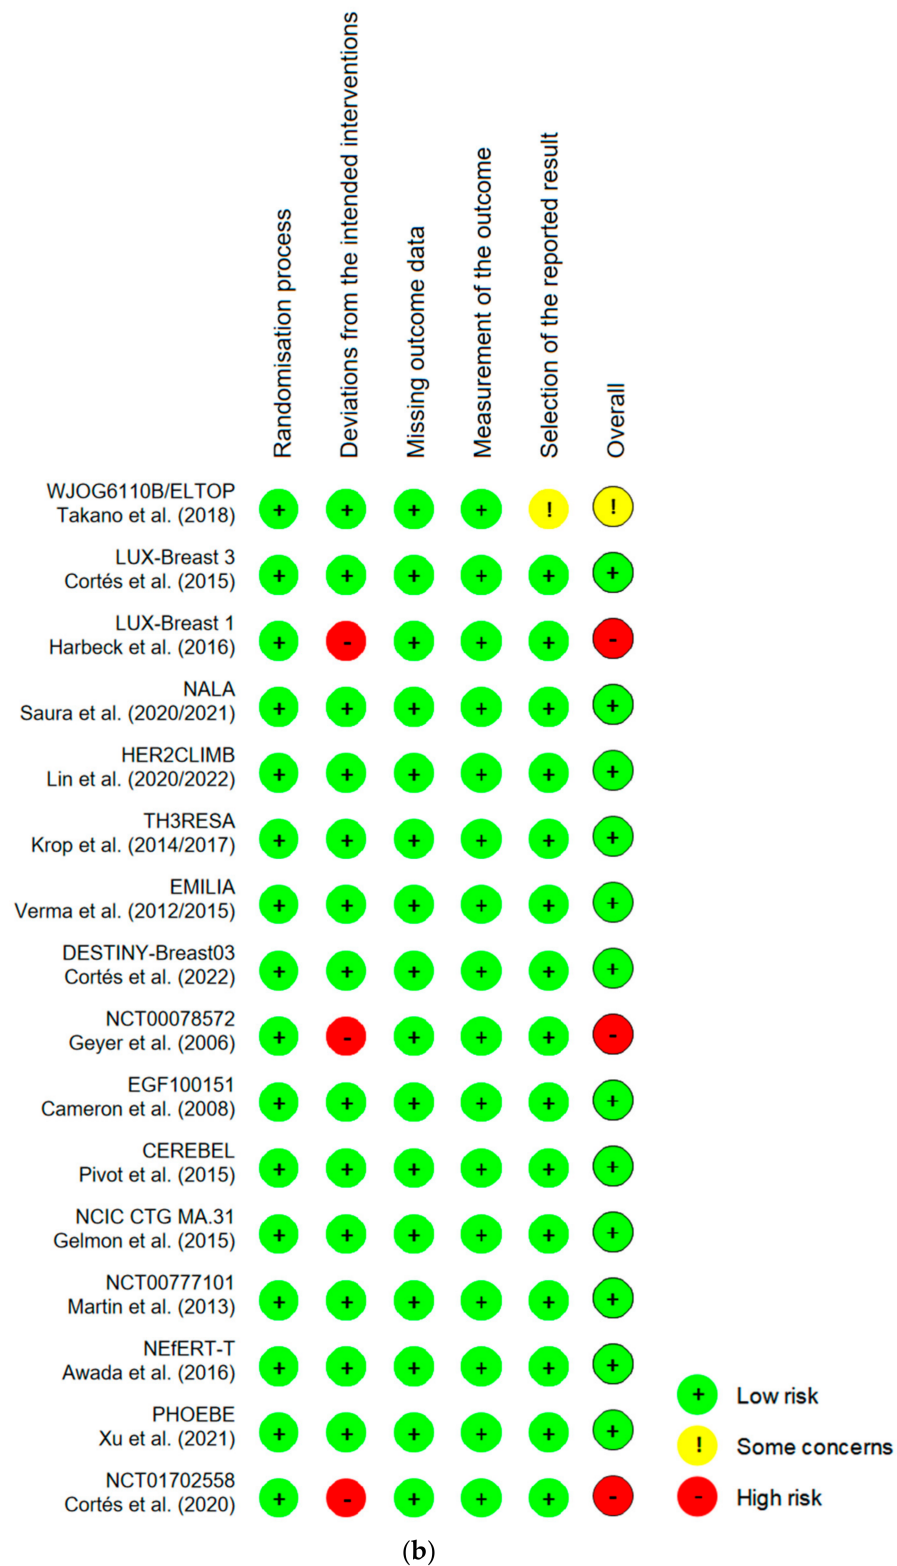 Randomisation process
Deviations from the intended interventions
Missing outcome data
Measurement of the outcome
Selection of the reported result
Overall
WJOG6110B/ELTOP
Takano et al. (2018)
+ + + + ! !
LUX-Breast 3
Cortés et al. (2015)
+ + + + + +
LUX-Breast 1
Harbeck et al. (2016)
+ - + + + -
NALA
Saura et al. (2020/2021)
+ + + + + +
HER2CLIMB
Lin et al. (2020/2022)
+ + + + + +
TH3RESA
Krop et al. (2014/2017)
+ + + + + +
EMILIA
Verma et al. (2012/2015)
+ + + + + +
DESTINY-Breast03
Cortés et al. (2022)
+ + + + + +
NCT00078572
Geyer et al. (2006)
+ - + + + -
EGF100151
Cameron et al. (2008)
+ + + + + +
CEREBEL
Pivot et al. (2015)
+ + + + + +
NCIC CTG MA.31
Gelmon et al. (2015)
+ + + + + +
NCT00777101
Martin et al. (2013)
+ + + + + +
NEfERT-T
Awada et al. (2016)
+ + + + + +
PHOEBE
Xu et al. (2021)
+ + + + + +
NCT01702558
Cortés et al. (2020)
+ - + + + -
+ Low risk
! Some concerns
- High risk
(b)